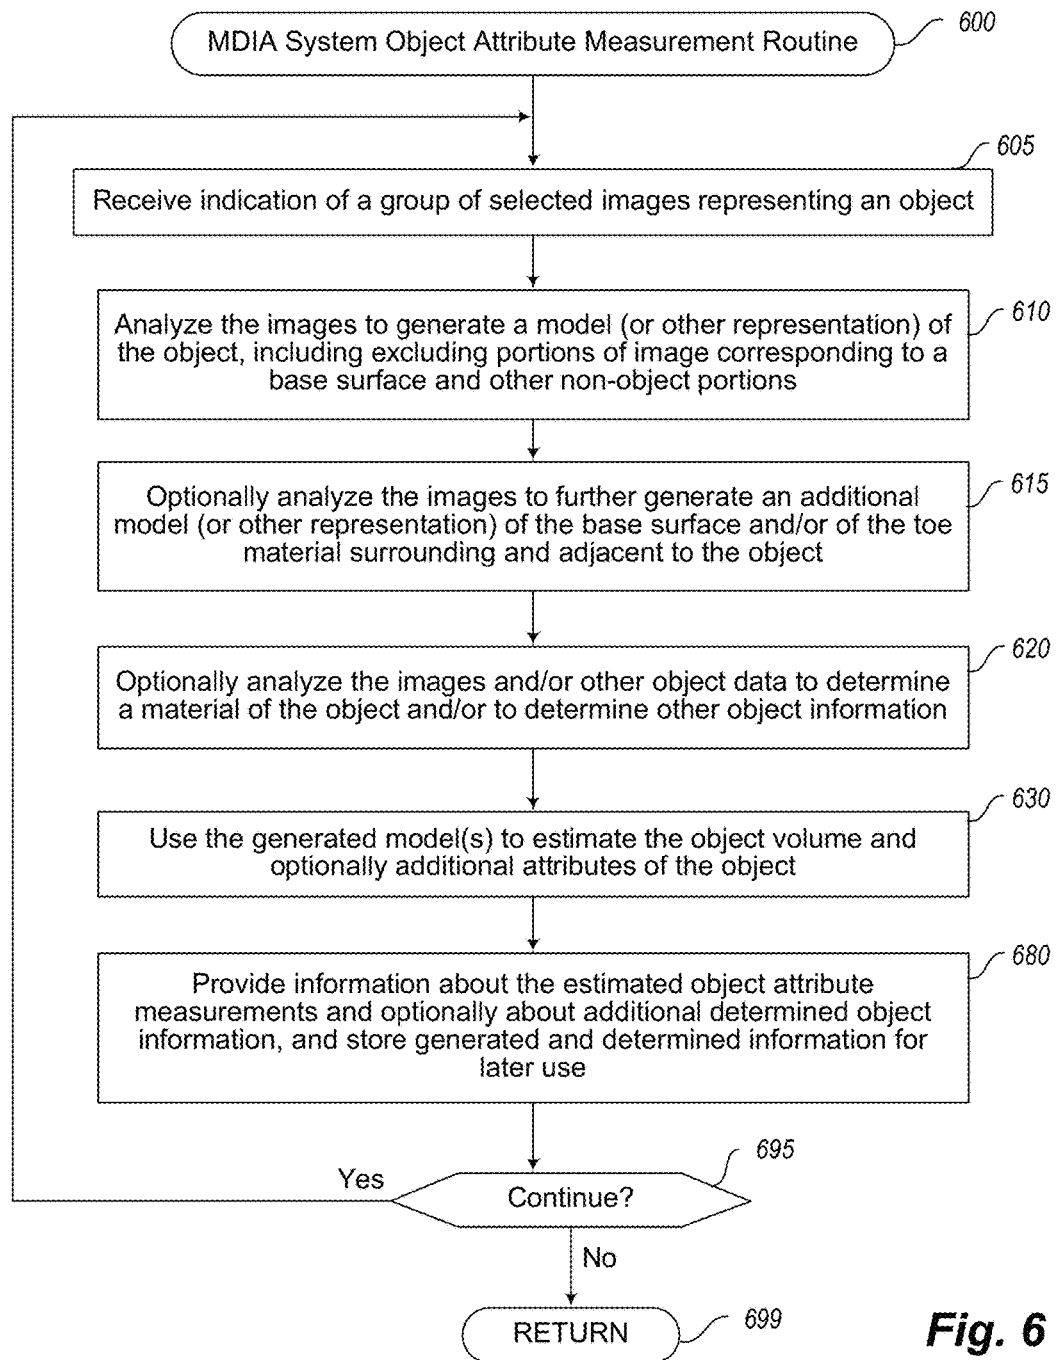 MDIA System Object Attribute Measurement Routine
600
605
Receive indication of a group of selected images representing an object
610
Analyze the images to generate a model (or other representation) of
the object, including excluding portions of image corresponding to a
base surface and other non-object portions
615
Optionally analyze the images to further generate an additional
model (or other representation) of the base surface and/or of the toe
material surrounding and adjacent to the object
620
Optionally analyze the images and/or other object data to determine
a material of the object and/or to determine other object information
630
Use the generated model(s) to estimate the object volume and
optionally additional attributes of the object
680
Provide information about the estimated object attribute
measurements and optionally about additional determined object
information, and store generated and determined information for
later use
695
Yes
Continue?
No
RETURN
699
Fig. 6